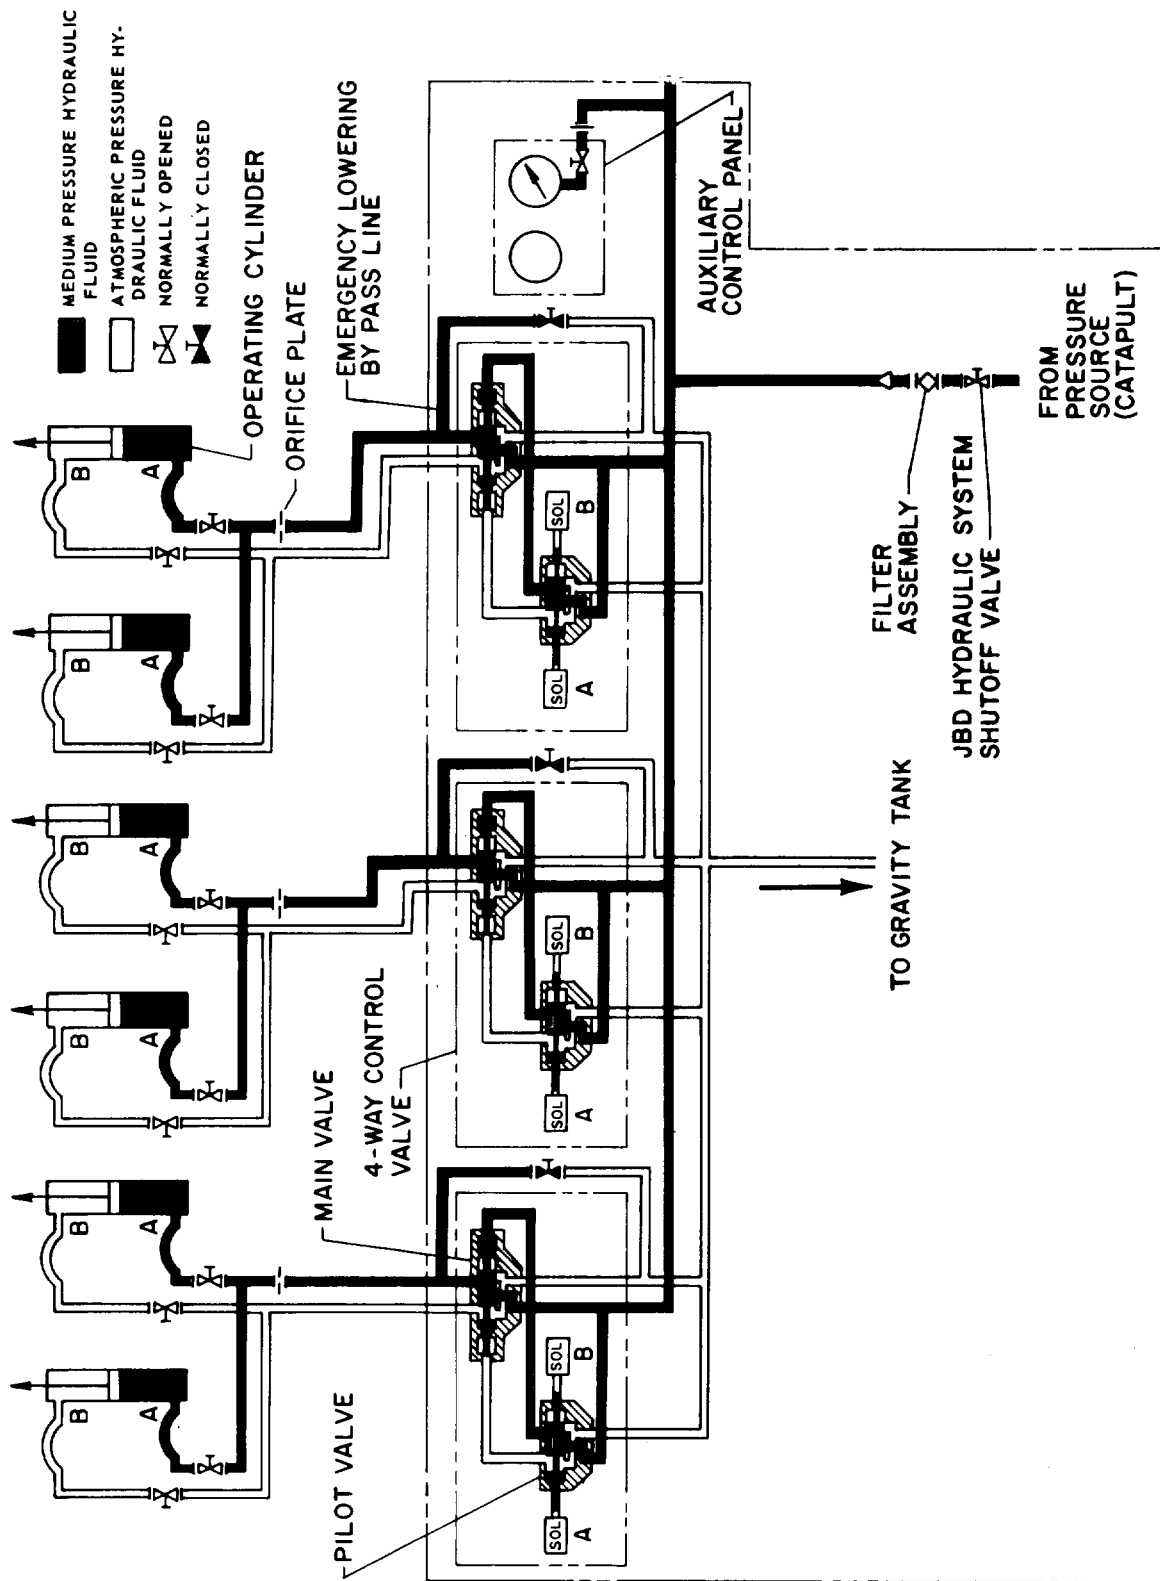 MEDIUM PRESSURE HYDRAULIC
FLUID
ATMOSPHERIC PRESSURE HY-
DRAULIC FLUID
NORMALLY OPENED
NORMALLY CLOSED
OPERATING CYLINDER
ORIFICE PLATE
EMERGENCY LOWERING
BY PASS LINE
B
A
B
A
B
A
B
A
B
A
B
A
MAIN VALVE
4-WAY CONTROL
VALVE
PILOT VALVE
SOL
A
SOL
B
SOL
A
SOL
B
SOL
A
SOL
B
AUXILIARY
CONTROL PANEL
FILTER
ASSEMBLY
JBD HYDRAULIC SYSTEM
SHUTOFF VALVE
FROM
PRESSURE
SOURCE
(CATAPULT)
TO GRAVITY TANK